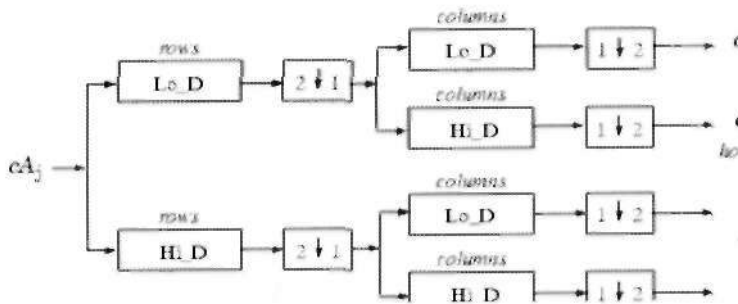 columns
rows
Lo_D
1 ↓ 2
Lo_D
2 ↓ 1
columns
Hi_D
1 ↓ 2
cAj
columns
rows
Lo_D
1 ↓ 2
Hi_D
2 ↓ 1
columns
Hi_D
1 ↓ 2